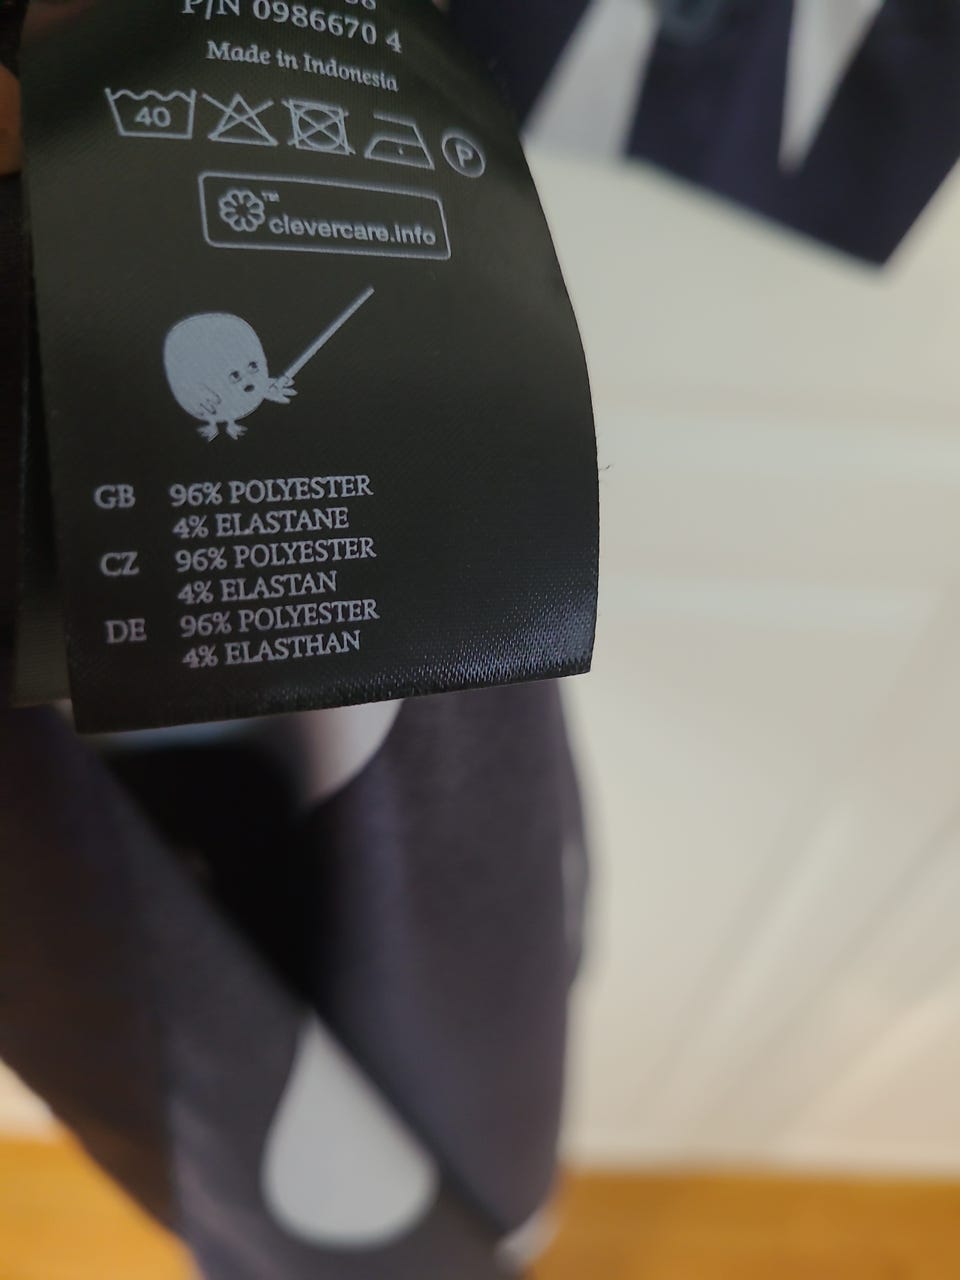 P/N 0986670 4
Made in Indonesia
40
P
™
clevercare.info
GB 96% POLYESTER
4% ELASTANE
CZ 96% POLYESTER
4% ELASTAN
DE 96% POLYESTER
4% ELASTHAN